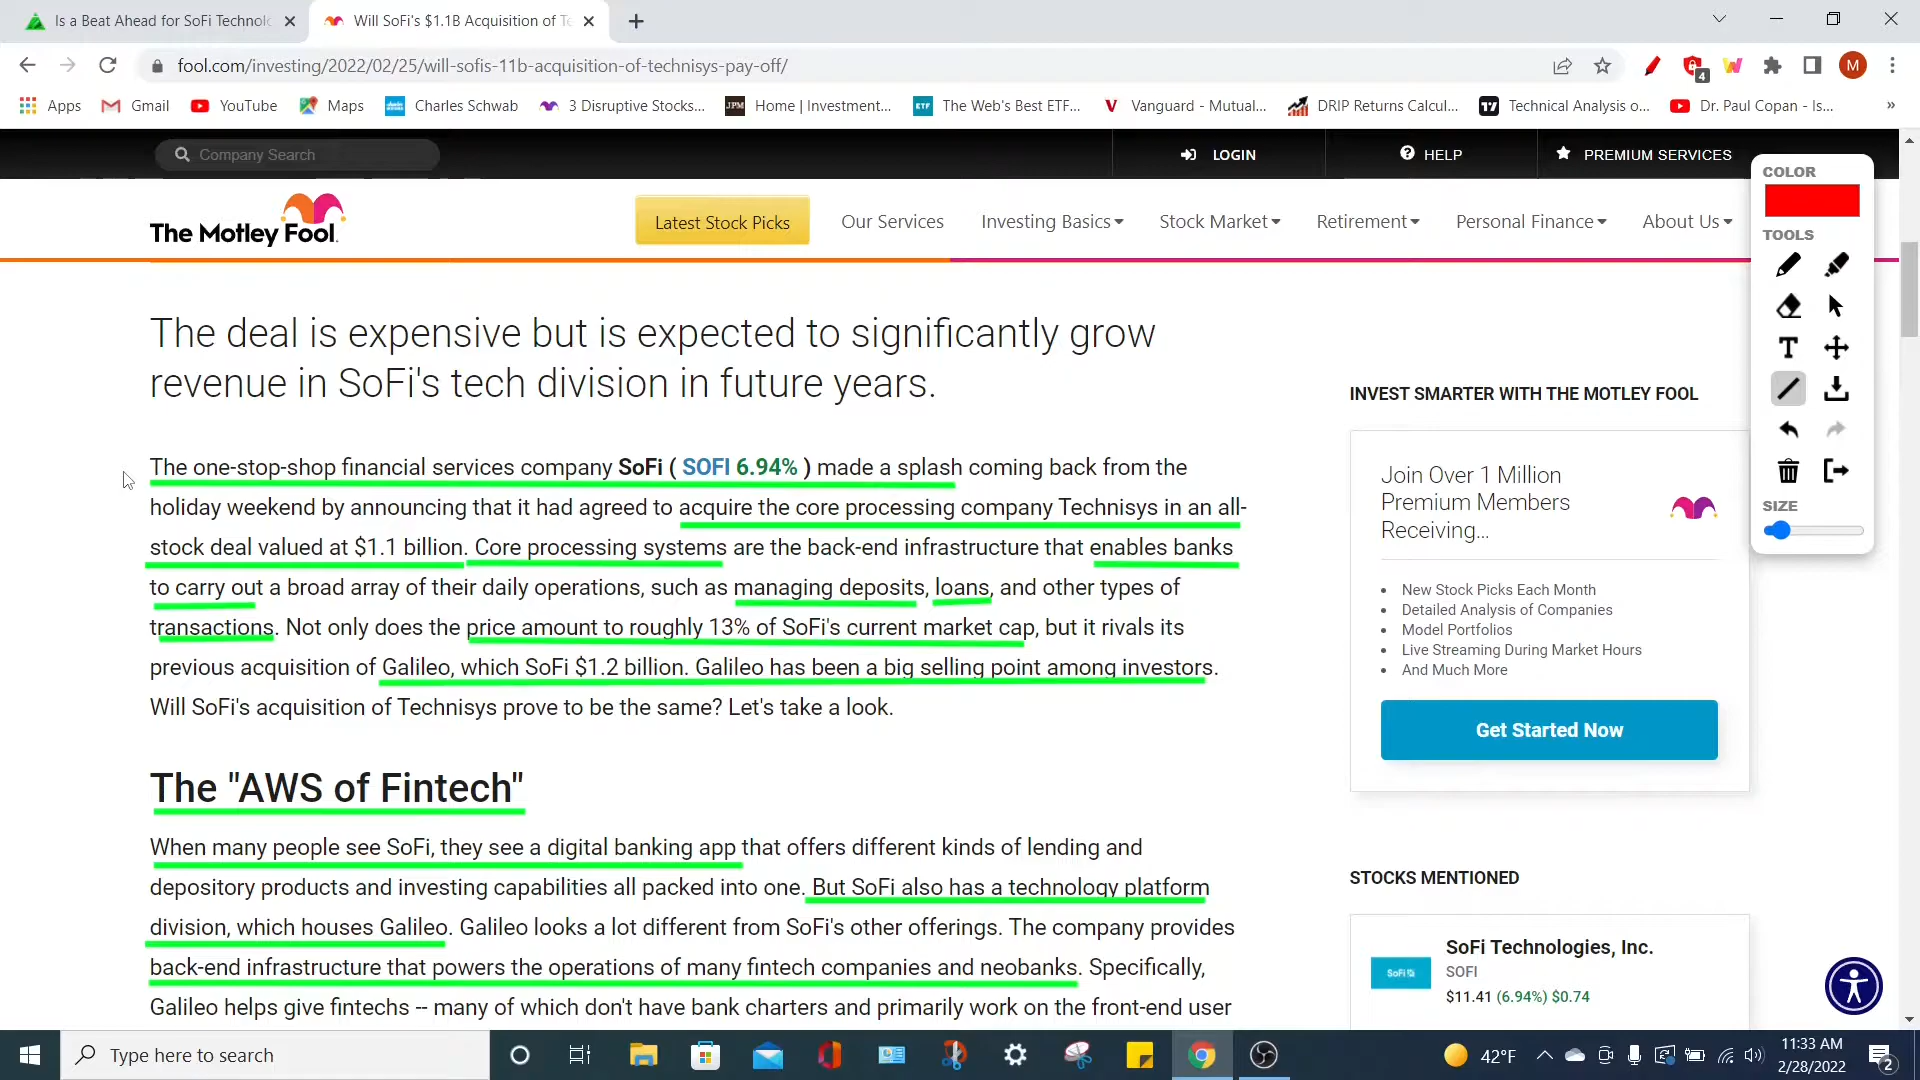 Is a Beat Ahead for SoFi Technolo
Will SoFi's $1.1B Acquisition of Te
fool.com/investing/2022/02/25/will-sofis-11b-acquisition-of-technisys-pay-off/
4
M
Apps
Gmail
YouTube
Maps
Charles Schwab
3 Disruptive Stocks...
JPM
Home | Investment...
ETF
The Web's Best ETF...
Vanguard - Mutual...
DRIP Returns Calcul...
Technical Analysis o...
Dr. Paul Copan - Is...
»
Company Search
LOGIN
HELP
PREMIUM SERVICES
The Motley Fool.
Latest Stock Picks
Our Services
Investing Basics
Stock Market
Retirement
Personal Finance
About Us
COLOR
TOOLS
T
SIZE
The deal is expensive but is expected to significantly grow
revenue in SoFi's tech division in future years.
The one-stop-shop financial services company SoFi ( SOFI 6.94% ) made a splash coming back from the
holiday weekend by announcing that it had agreed to acquire the core processing company Technisys in an all-
stock deal valued at $1.1 billion. Core processing systems are the back-end infrastructure that enables banks
to carry out a broad array of their daily operations, such as managing deposits, loans, and other types of
transactions. Not only does the price amount to roughly 13% of SoFi's current market cap, but it rivals its
previous acquisition of Galileo, which SoFi $1.2 billion. Galileo has been a big selling point among investors.
Will SoFi's acquisition of Technisys prove to be the same? Let's take a look.
The "AWS of Fintech"
When many people see SoFi, they see a digital banking app that offers different kinds of lending and
depository products and investing capabilities all packed into one. But SoFi also has a technology platform
division, which houses Galileo. Galileo looks a lot different from SoFi's other offerings. The company provides
back-end infrastructure that powers the operations of many fintech companies and neobanks. Specifically,
Galileo helps give fintechs -- many of which don't have bank charters and primarily work on the front-end user
INVEST SMARTER WITH THE MOTLEY FOOL
Join Over 1 Million
Premium Members
Receiving...
• New Stock Picks Each Month
• Detailed Analysis of Companies
• Model Portfolios
• Live Streaming During Market Hours
• And Much More
Get Started Now
STOCKS MENTIONED
SoFi
SoFi Technologies, Inc.
SOFI
$11.41 (6.94%) $0.74
Type here to search
42°F
11:33 AM
2/28/2022
2